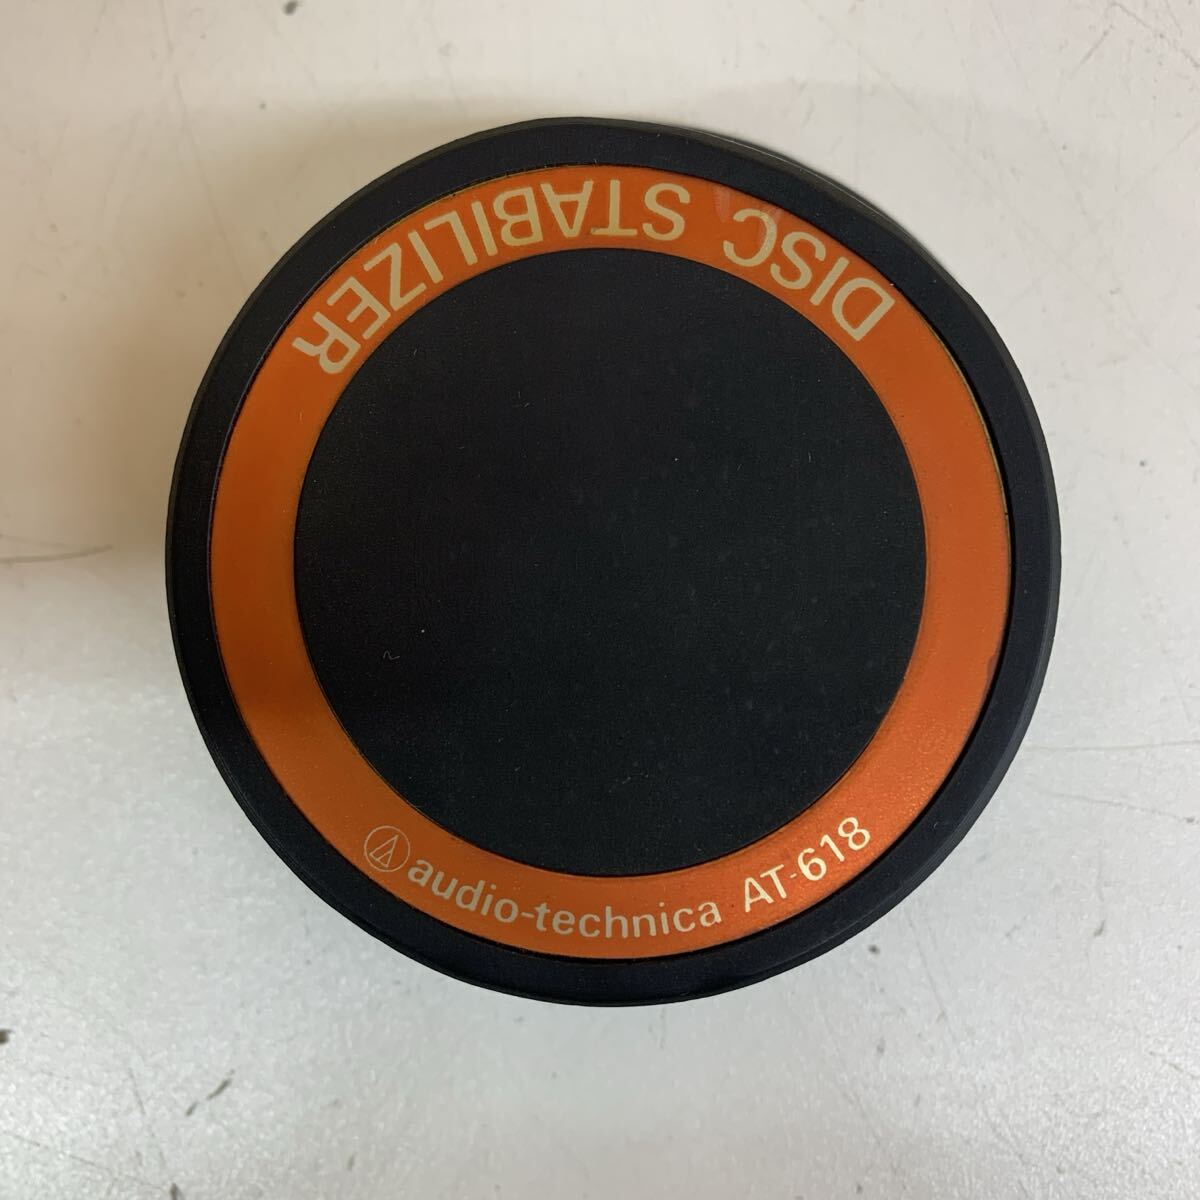 DISC STABILIZER
audio-technica AT-618